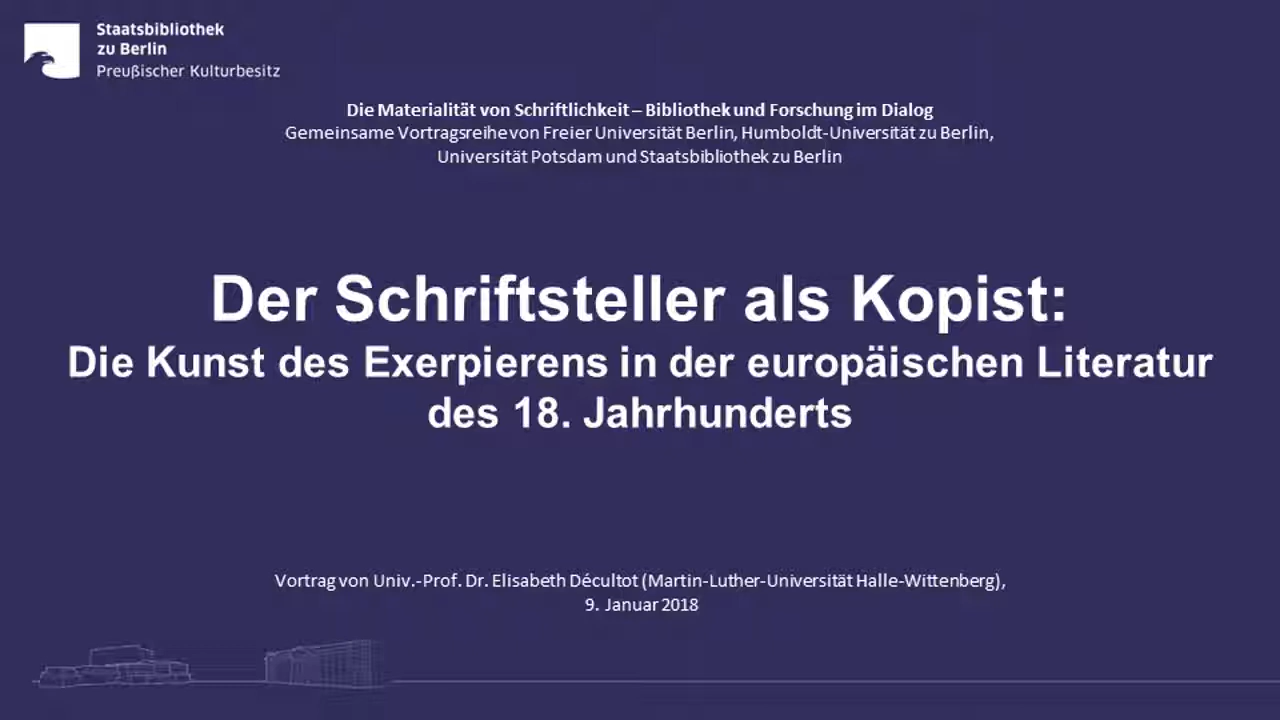 Staatsbibliothek
zu Berlin
Preußischer Kulturbesitz
Die Materialität von Schriftlichkeit – Bibliothek und Forschung im Dialog
Gemeinsame Vortragsreihe von Freier Universität Berlin, Humboldt-Universität zu Berlin,
Universität Potsdam und Staatsbibliothek zu Berlin
Der Schriftsteller als Kopist:
Die Kunst des Exerpierens in der europäischen Literatur
des 18. Jahrhunderts
Vortrag von Univ.-Prof. Dr. Elisabeth Décultot (Martin-Luther-Universität Halle-Wittenberg),
9. Januar 2018